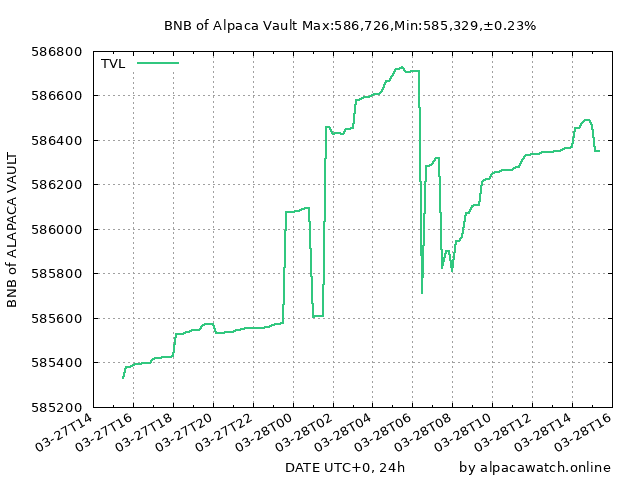 BNB of Alpaca Vault Max:586,726,Min:585,329,±0.23%
586800
586600
586400
586200
586000
585800
585600
585400
585200
BNB of ALAPACA VAULT
TVL
03-27T14
03-27T16
03-27T18
03-27T20
03-27T22
03-28T00
03-28T02
03-28T04
03-28T06
03-28T08
03-28T10
03-28T12
03-28T14
03-28T16
DATE UTC+0, 24h
by alpacawatch.online